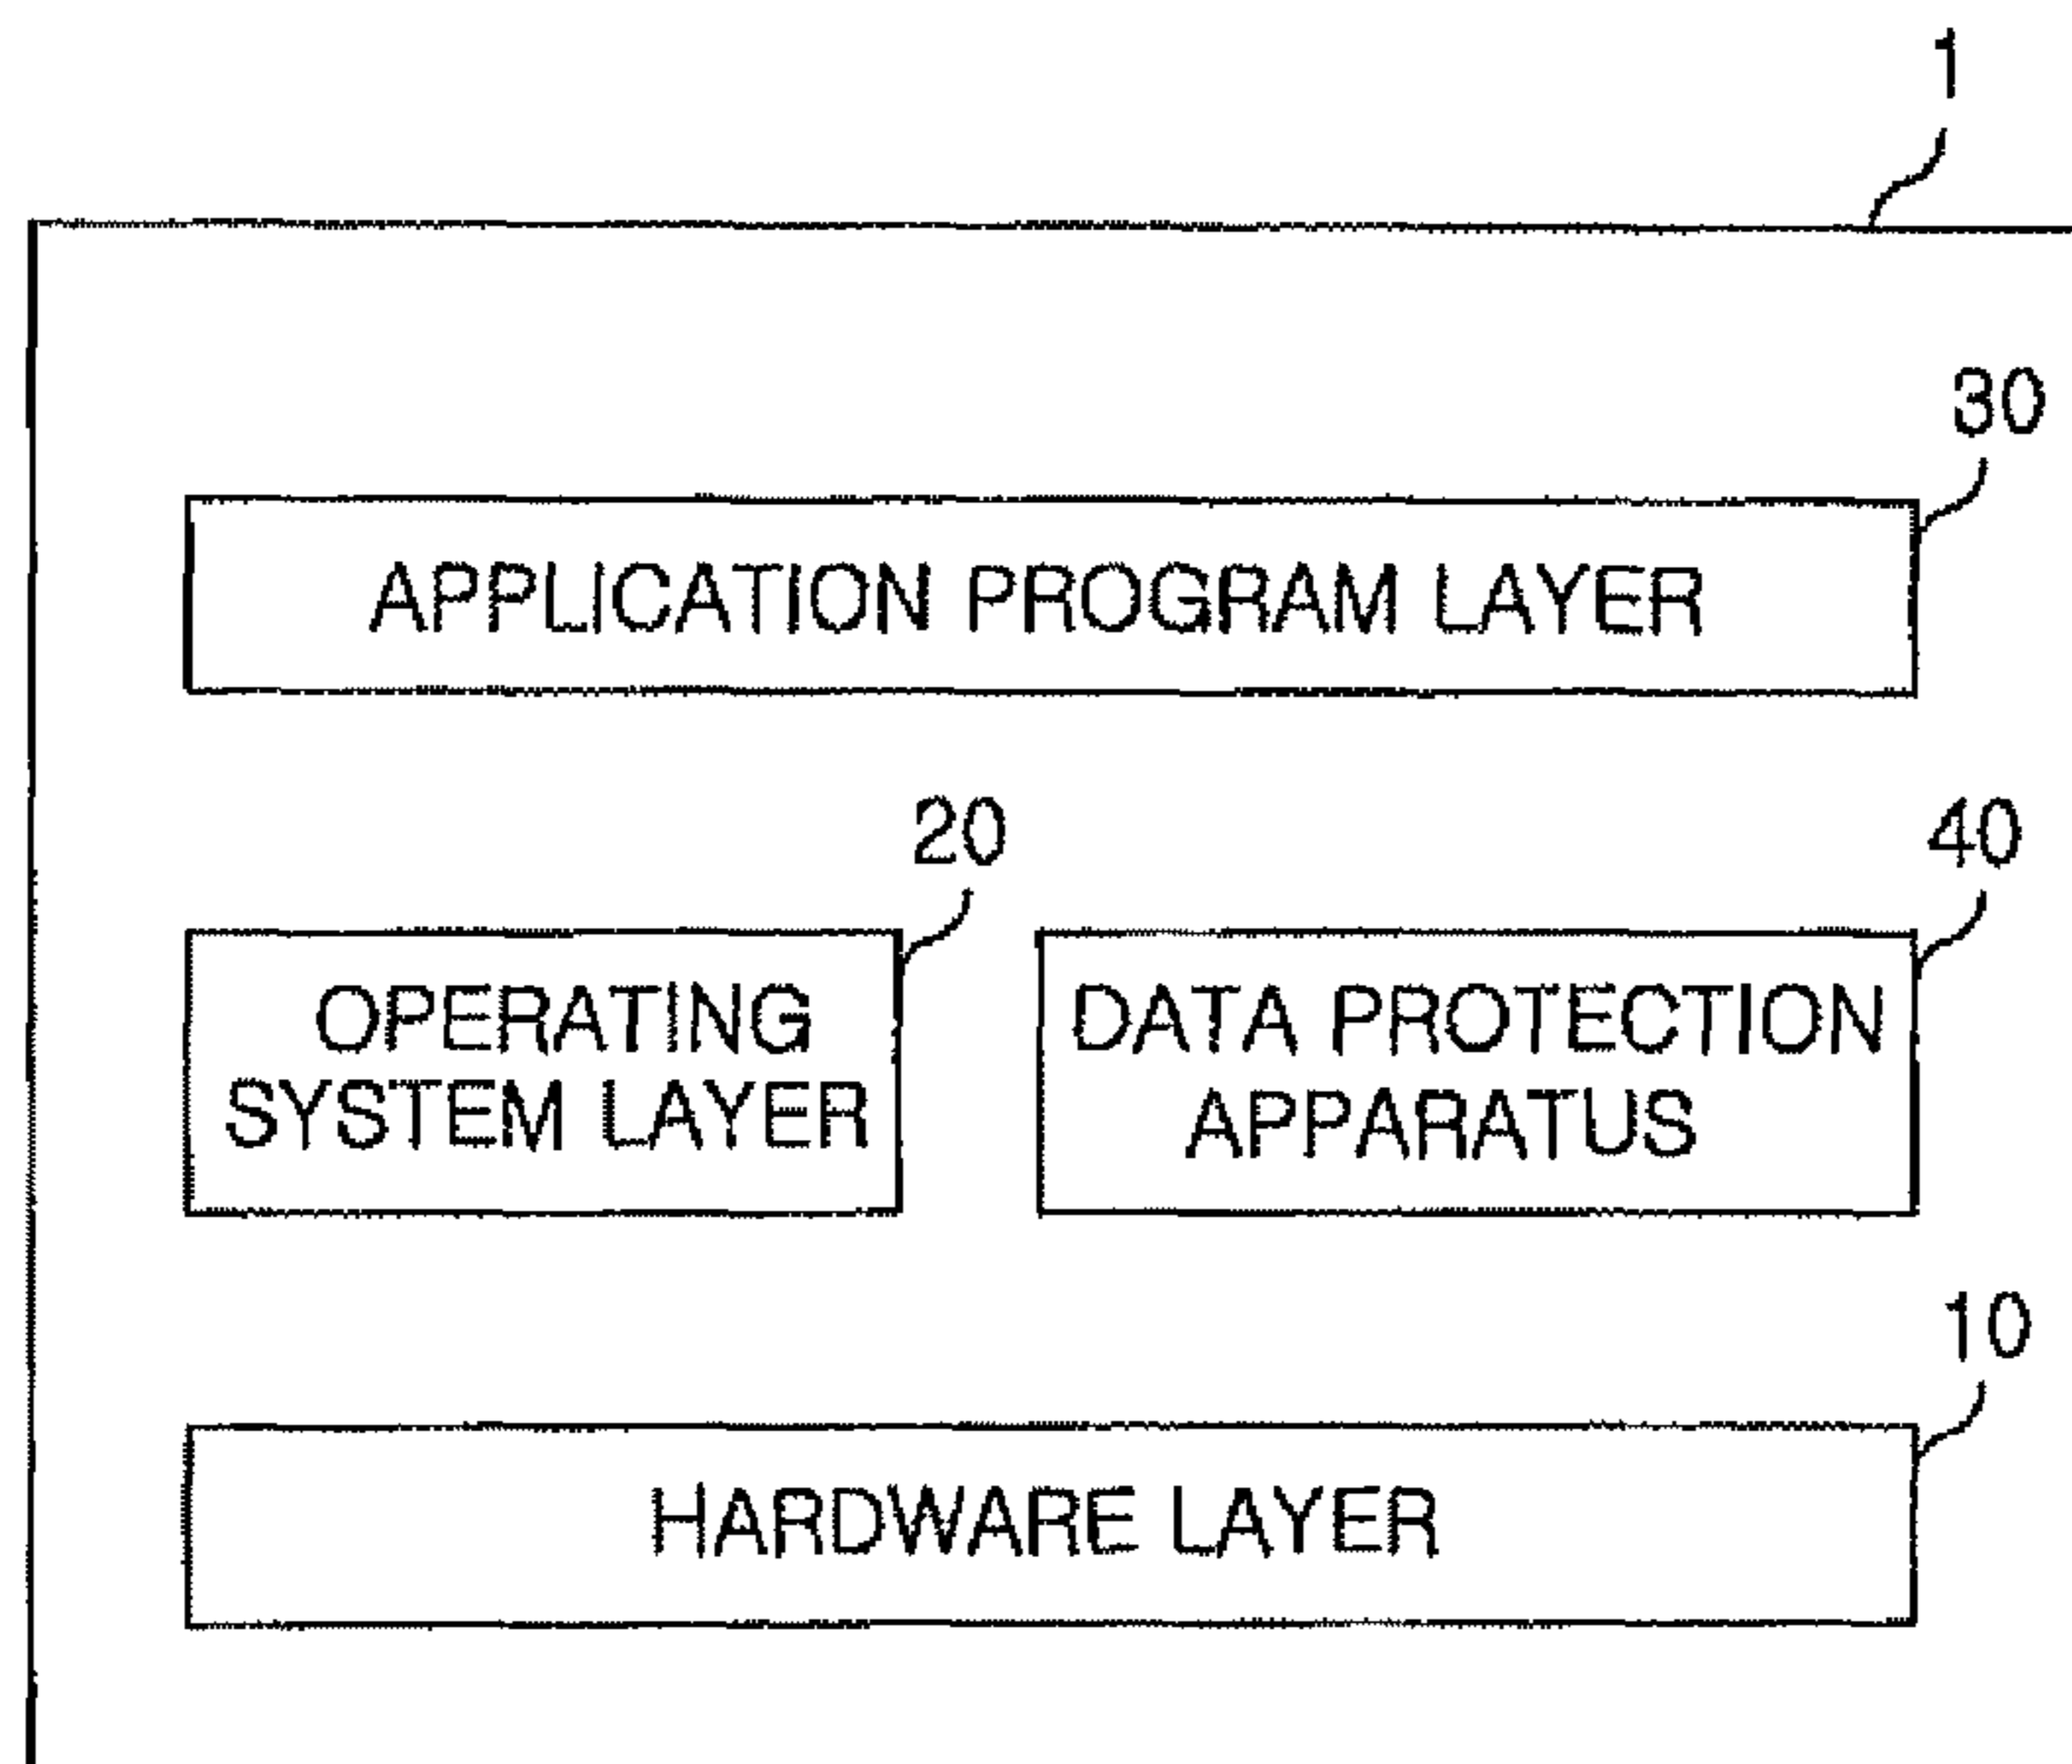 1
30
APPLICATION PROGRAM LAYER
20
40
OPERATING
SYSTEM LAYER
DATA PROTECTION
APPARATUS
10
HARDWARE LAYER